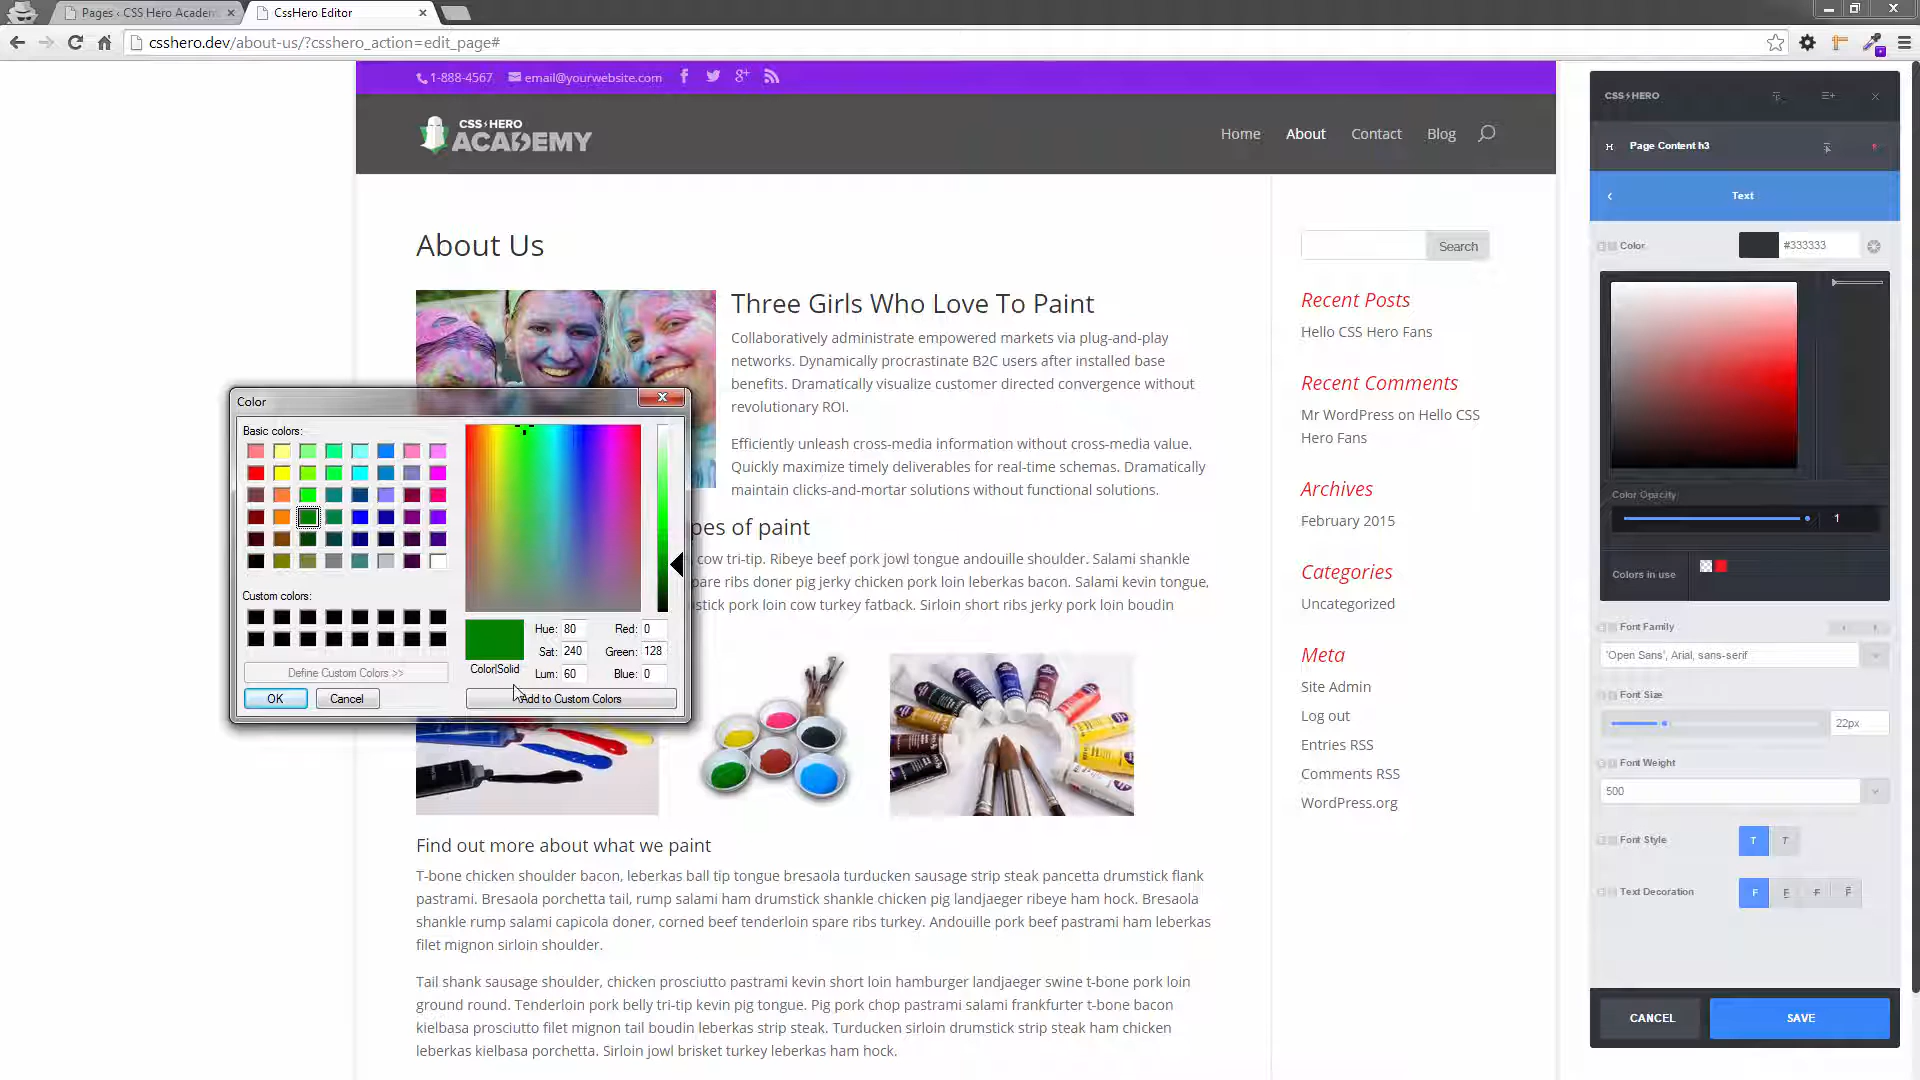 Pages ‹ CSS Hero Academ
CssHero Editor
csshero.dev/about-us/?csshero_action=edit_page#
1-888-4567
email@yourwebsite.com
CSS HERO
ACADEMY
Home
About
Contact
Blog
About Us
Three Girls Who Love To Paint
Collaboratively administrate empowered markets via plug-and-play
networks. Dynamically procrastinate B2C users after installed base
benefits. Dramatically visualize customer directed convergence without
revolutionary ROI.
Efficiently unleash cross-media information without cross-media value.
Quickly maximize timely deliverables for real-time schemas. Dramatically
maintain clicks-and-mortar solutions without functional solutions.
pes of paint
cow tri-tip. Ribeye beef pork jowl tongue andouille shoulder. Salami shankle
pare ribs doner pig jerky chicken pork loin leberkas bacon. Salami kevin tongue,
stick pork loin cow turkey fatback. Sirloin short ribs jerky pork loin boudin
Find out more about what we paint
T-bone chicken shoulder bacon, leberkas ball tip tongue bresaola turducken sausage strip steak pancetta drumstick flank
pastrami. Bresaola porchetta tail, rump salami ham drumstick shankle chicken pig landjaeger ribeye ham hock. Bresaola
shankle rump salami capicola doner, corned beef tenderloin spare ribs turkey. Andouille pork beef pastrami ham leberkas
filet mignon sirloin shoulder.
Tail shank sausage shoulder, chicken prosciutto pastrami kevin short loin hamburger landjaeger swine t-bone pork loin
ground round. Tenderloin pork belly tri-tip kevin pig tongue. Pig pork chop pastrami salami frankfurter t-bone bacon
kielbasa prosciutto filet mignon tail boudin leberkas strip steak. Turducken sirloin drumstick strip steak ham chicken
leberkas kielbasa porchetta. Sirloin jowl brisket turkey leberkas ham hock.
Color
Basic colors:
Custom colors:
Define Custom Colors >>
OK
Cancel
Color|Solid
Hue: 80
Sat: 240
Lum: 60
Red: 0
Green: 128
Blue: 0
Add to Custom Colors
Search
Recent Posts
Hello CSS Hero Fans
Recent Comments
Mr WordPress on Hello CSS
Hero Fans
Archives
February 2015
Categories
Uncategorized
Meta
Site Admin
Log out
Entries RSS
Comments RSS
WordPress.org
CSS HERO
Page Content h3
Text
Color
#333333
Color Opacity
1
Colors in use
Font Family
'Open Sans', Arial, sans-serif
Font Size
22px
Font Weight
500
Font Style
T
T
Text Decoration
F
F
F
F
CANCEL
SAVE